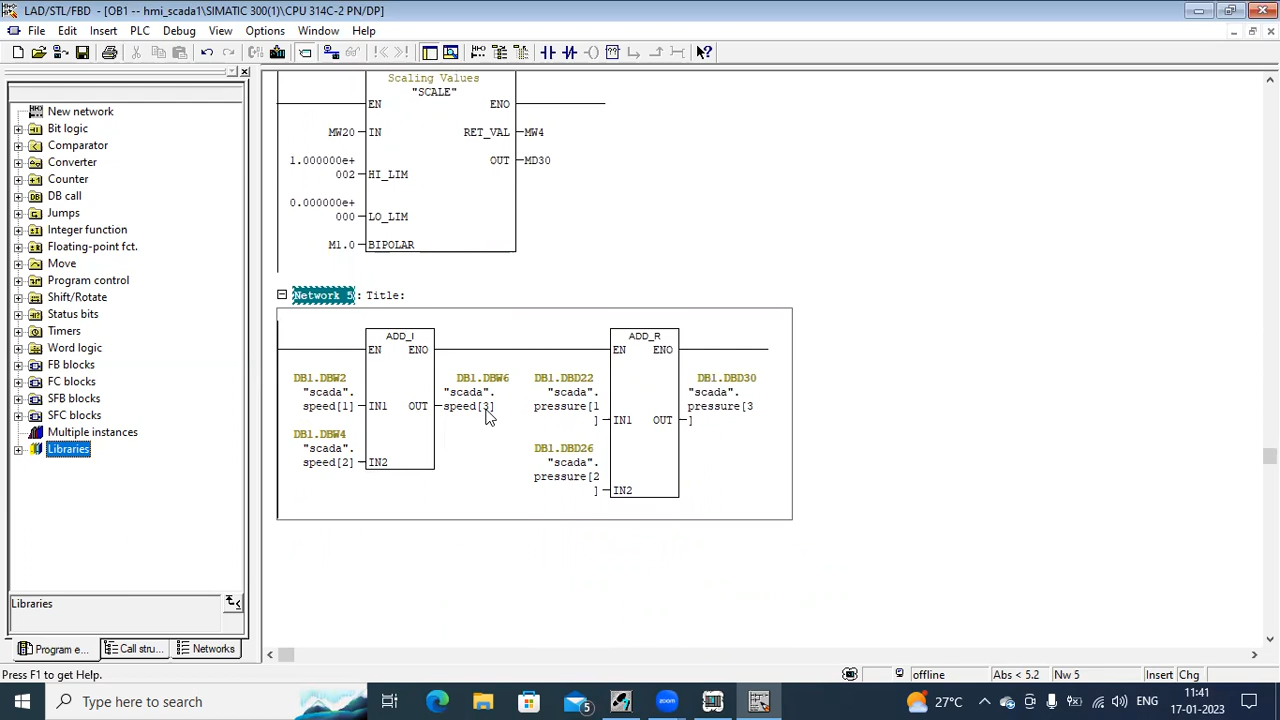 LAD/STL/FBD - [OB1 -- hmi_scada1\SIMATIC 300(1)\CPU 314C-2 PN/DP]
File Edit Insert PLC Debug View Options Window Help
New network
Bit logic
Comparator
Converter
Counter
DB call
Jumps
Integer function
Floating-point fct.
Move
Program control
Shift/Rotate
Status bits
Timers
Word logic
FB blocks
FC blocks
SFB blocks
SFC blocks
Multiple instances
Libraries
Libraries
Program e... Call stru... Networks
Scaling Values
"SCALE"
EN ENO
MW20 IN RET_VAL MW4
1.000000e+ OUT MD30
002 HI_LIM
0.000000e+
000 LO_LIM
M1.0 BIPOLAR
Network 5 : Title:
ADD_I ADD_R
EN ENO EN ENO
DB1.DBW2 DB1.DBW6 DB1.DBD22 DB1.DBD30
"scada". "scada". "scada". "scada".
speed[1] IN1 OUT speed[3] pressure[1 pressure[3
] IN1 OUT ]
DB1.DBW4 DB1.DBD26
"scada". "scada".
speed[2] IN2 pressure[2
] IN2
Press F1 to get Help. offline Abs < 5.2 Nw 5 Insert Chg
Type here to search 5 zoom 27°C ENG 11:41
17-01-2023